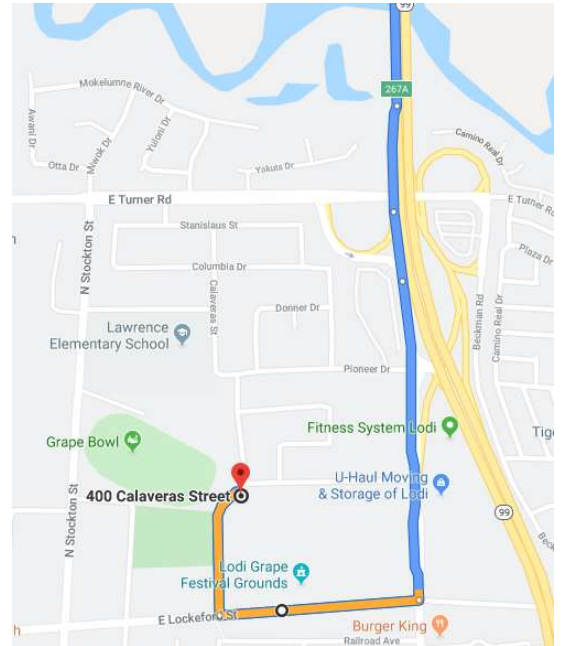 99
Mokelumne River Dr
267A
Awani Dr
Miwok Dr
Yuloni Dr
Otta Dr
Yokuts Dr
Camino Real Dr
E Turner Rd
E Turner Rd
N Stockton St
Stanislaus St
Columbia Dr
Calaveras St
Plaza Dr
Donner Dr
Beckman Rd
Camino Real Dr
Lawrence
Elementary School
Pioneer Dr
Grape Bowl
Fitness System Lodi
Tige
400 Calaveras Street
U-Haul Moving
& Storage of Lodi
N Stockton St
99
Lodi Grape
Festival Grounds
E Lockeford St
Burger King
Railroad Ave